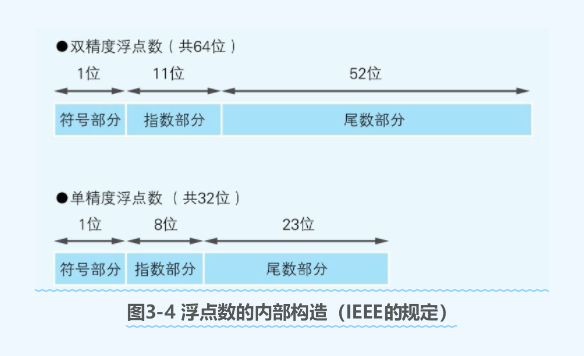 ●双精度浮点数（共64位）
1位 11位 52位
符号部分 指数部分 尾数部分
●单精度浮点数（共32位）
1位 8位 23位
符号部分 指数部分 尾数部分
图3-4 浮点数的内部构造（IEEE的规定）